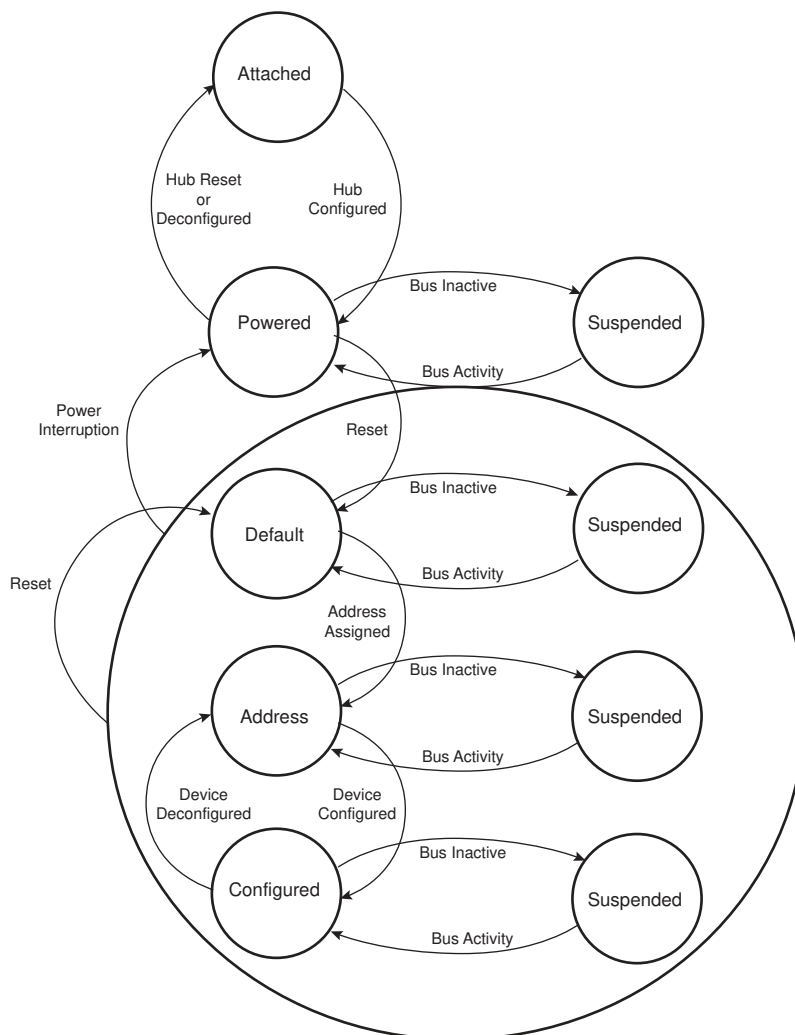 Attached
Hub Reset
or
Deconfigured
Hub
Configured
Powered
Bus Inactive
Suspended
Bus Activity
Power
Interruption
Reset
Default
Bus Inactive
Suspended
Bus Activity
Reset
Address
Assigned
Address
Bus Inactive
Suspended
Bus Activity
Device
Deconfigured
Device
Configured
Configured
Bus Inactive
Suspended
Bus Activity